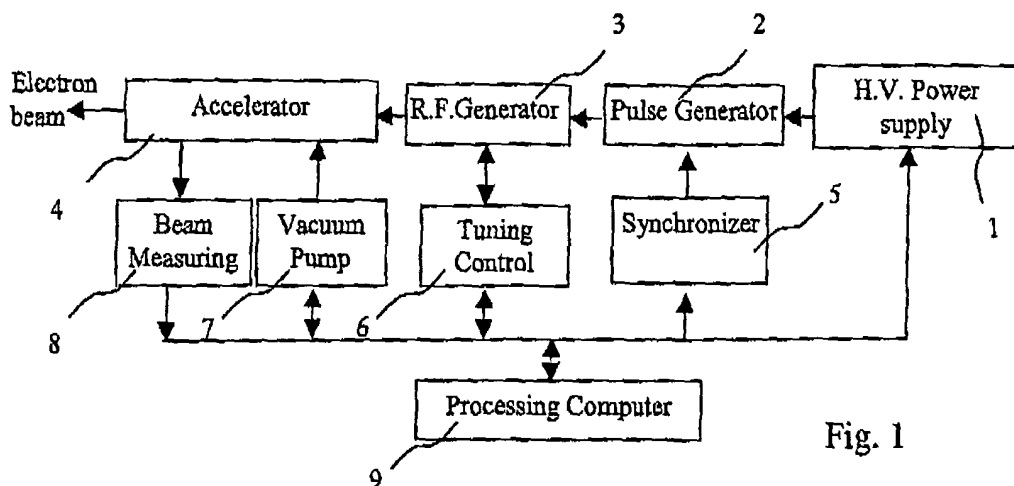 3
2
Electron
beam
Accelerator
R.F.Generator
Pulse Generator
H.V. Power
supply
4
Beam
Measuring
Vacuum
Pump
Tuning
Control
Synchronizer
5
1
8
7
6
Processing Computer
9
Fig. 1